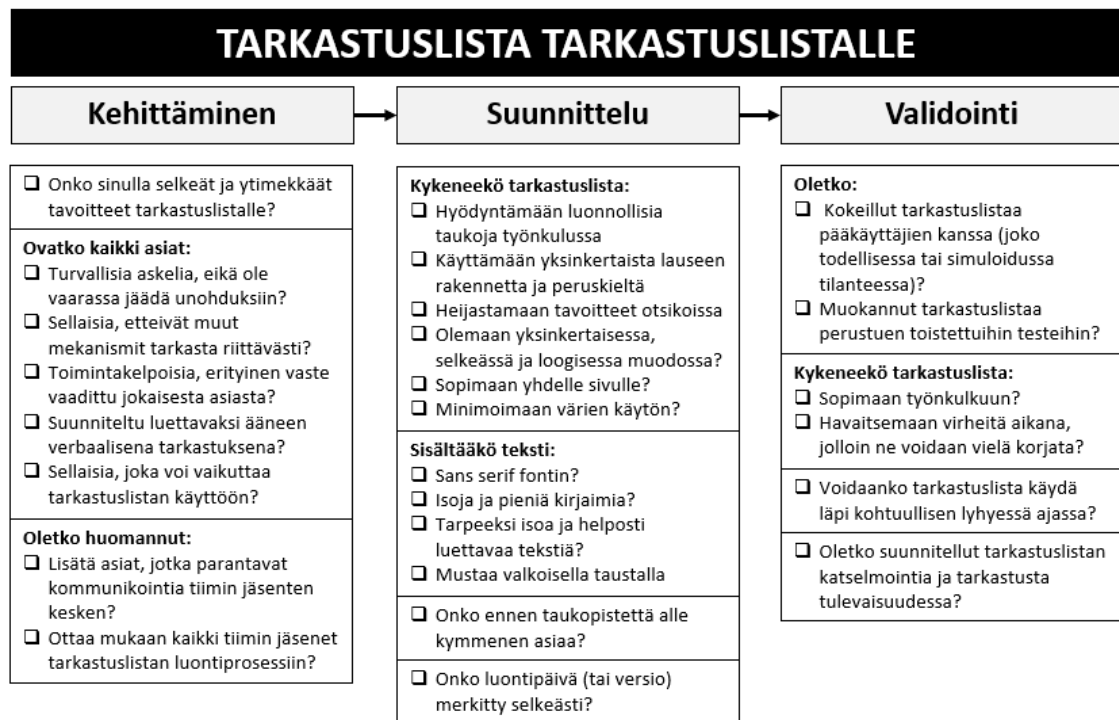 TARKASTUSLISTA TARKASTUSLISTALLE
Kehittäminen
Onko sinulla selkeät ja ytimekkäät
tavoitteet tarkastuslistalle?
Ovatko kaikki asiat:
Turvallisia askelia, eikä ole
vaarassa jäädä unohduksiin?
Sellaisia, etteivät muut
mekanismit tarkasta riittävästi?
Toimintakelpoisia, erityinen vaste
vaadittu jokaisesta asiasta?
Suunniteltu luettavaksi ääneen
verbaalisena tarkastuksena?
Sellaisia, joka voi vaikuttaa
tarkastuslistan käyttöön?
Oletko huomannut:
Lisätä asiat, jotka parantavat
kommunikointia tiimin jäsenten
kesken?
Ottaa mukaan kaikki tiimin jäsenet
tarkastuslistan luontiprosessiin?
Suunnittelu
Kykeneekö tarkastuslista:
Hyödyntämään luonnollisia
taukoja työnkulussa
Käyttämään yksinkertaista lauseen
rakennetta ja peruskieltä
Heijastamaan tavoitteet otsikoissa
Olemaan yksinkertaisessa,
selkeässä ja loogisessa muodossa?
Sopimaan yhdelle sivulle?
Minimoimaan värien käytön?
Sisältääkö teksti:
Sans serif fontin?
Isoja ja pieniä kirjaimia?
Tarpeeksi isoa ja helposti
luettavaa tekstiä?
Mustaa valkoisella taustalla
Onko ennen taukopistettä alle
kymmenen asiaa?
Onko luontipäivä (tai versio)
merkitty selkeästi?
Validointi
Oletko:
Kokeillut tarkastuslistaa
pääkäyttäjien kanssa (joko
todellisessa tai simuloidussa
tilanteessa)?
Muokannut tarkastuslistaa
perustuen toistettuihin testeihin?
Kykeneekö tarkastuslista:
Sopimaan työnkulkuun?
Havaitsemaan virheitä aikana,
jolloin ne voidaan vielä korjata?
Voidaanko tarkastuslista käydä
läpi kohtuullisen lyhyessä ajassa?
Oletko suunnitellut tarkastuslistan
katselmointia ja tarkastusta
tulevaisuudessa?